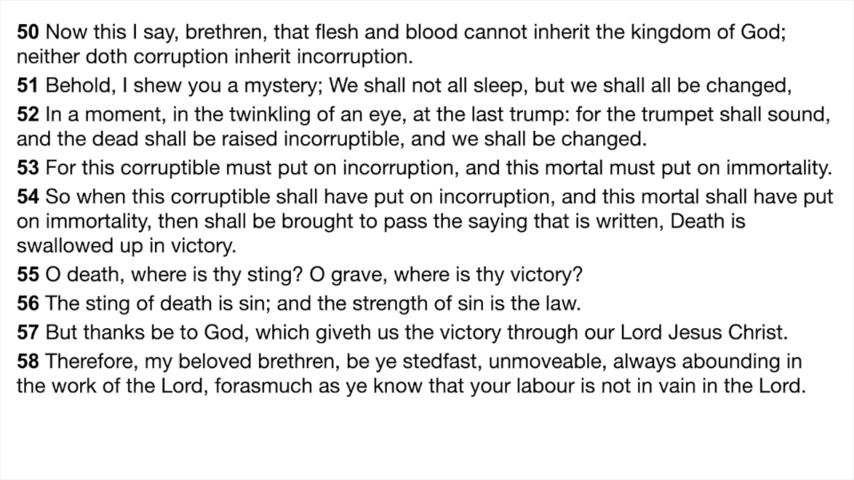 50 Now this I say, brethren, that flesh and blood cannot inherit the kingdom of God;
neither doth corruption inherit incorruption.
51 Behold, I shew you a mystery; We shall not all sleep, but we shall all be changed,
52 In a moment, in the twinkling of an eye, at the last trump: for the trumpet shall sound,
and the dead shall be raised incorruptible, and we shall be changed.
53 For this corruptible must put on incorruption, and this mortal must put on immortality.
54 So when this corruptible shall have put on incorruption, and this mortal shall have put
on immortality, then shall be brought to pass the saying that is written, Death is
swallowed up in victory.
55 O death, where is thy sting? O grave, where is thy victory?
56 The sting of death is sin; and the strength of sin is the law.
57 But thanks be to God, which giveth us the victory through our Lord Jesus Christ.
58 Therefore, my beloved brethren, be ye stedfast, unmoveable, always abounding in
the work of the Lord, forasmuch as ye know that your labour is not in vain in the Lord.